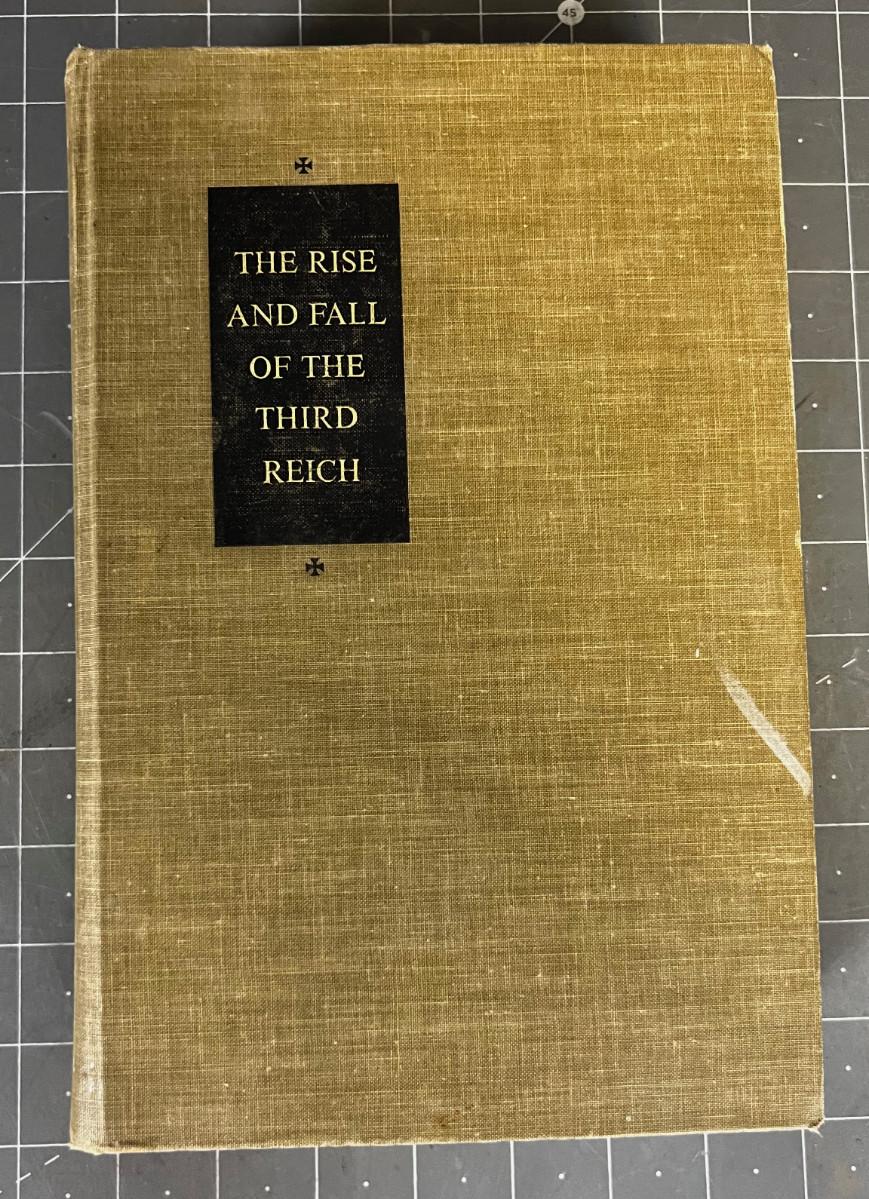 45°
THE RISE
AND FALL
OF THE
THIRD
REICH